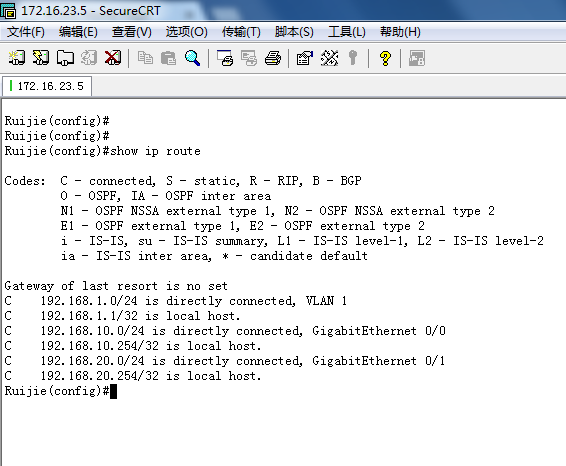 172.16.23.5 - SecureCRT
文件(F) 编辑(E) 查看(V) 选项(O) 传输(T) 脚本(S) 工具(L) 帮助(H)
172.16.23.5
Ruijie(config)#
Ruijie(config)#
Ruijie(config)#show ip route
Codes:  C - connected, S - static, R - RIP, B - BGP
        O - OSPF, IA - OSPF inter area
        N1 - OSPF NSSA external type 1, N2 - OSPF NSSA external type 2
        E1 - OSPF external type 1, E2 - OSPF external type 2
        i - IS-IS, su - IS-IS summary, L1 - IS-IS level-1, L2 - IS-IS level-2
        ia - IS-IS inter area, * - candidate default
Gateway of last resort is no set
C    192.168.1.0/24 is directly connected, VLAN 1
C    192.168.1.1/32 is local host.
C    192.168.10.0/24 is directly connected, GigabitEthernet 0/0
C    192.168.10.254/32 is local host.
C    192.168.20.0/24 is directly connected, GigabitEthernet 0/1
C    192.168.20.254/32 is local host.
Ruijie(config)#